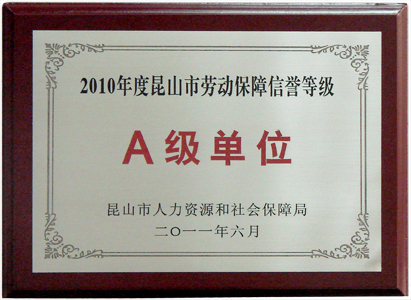 2010年度昆山市劳动保障信誉等级
A级单位
昆山市人力资源和社会保障局
二〇一一年六月